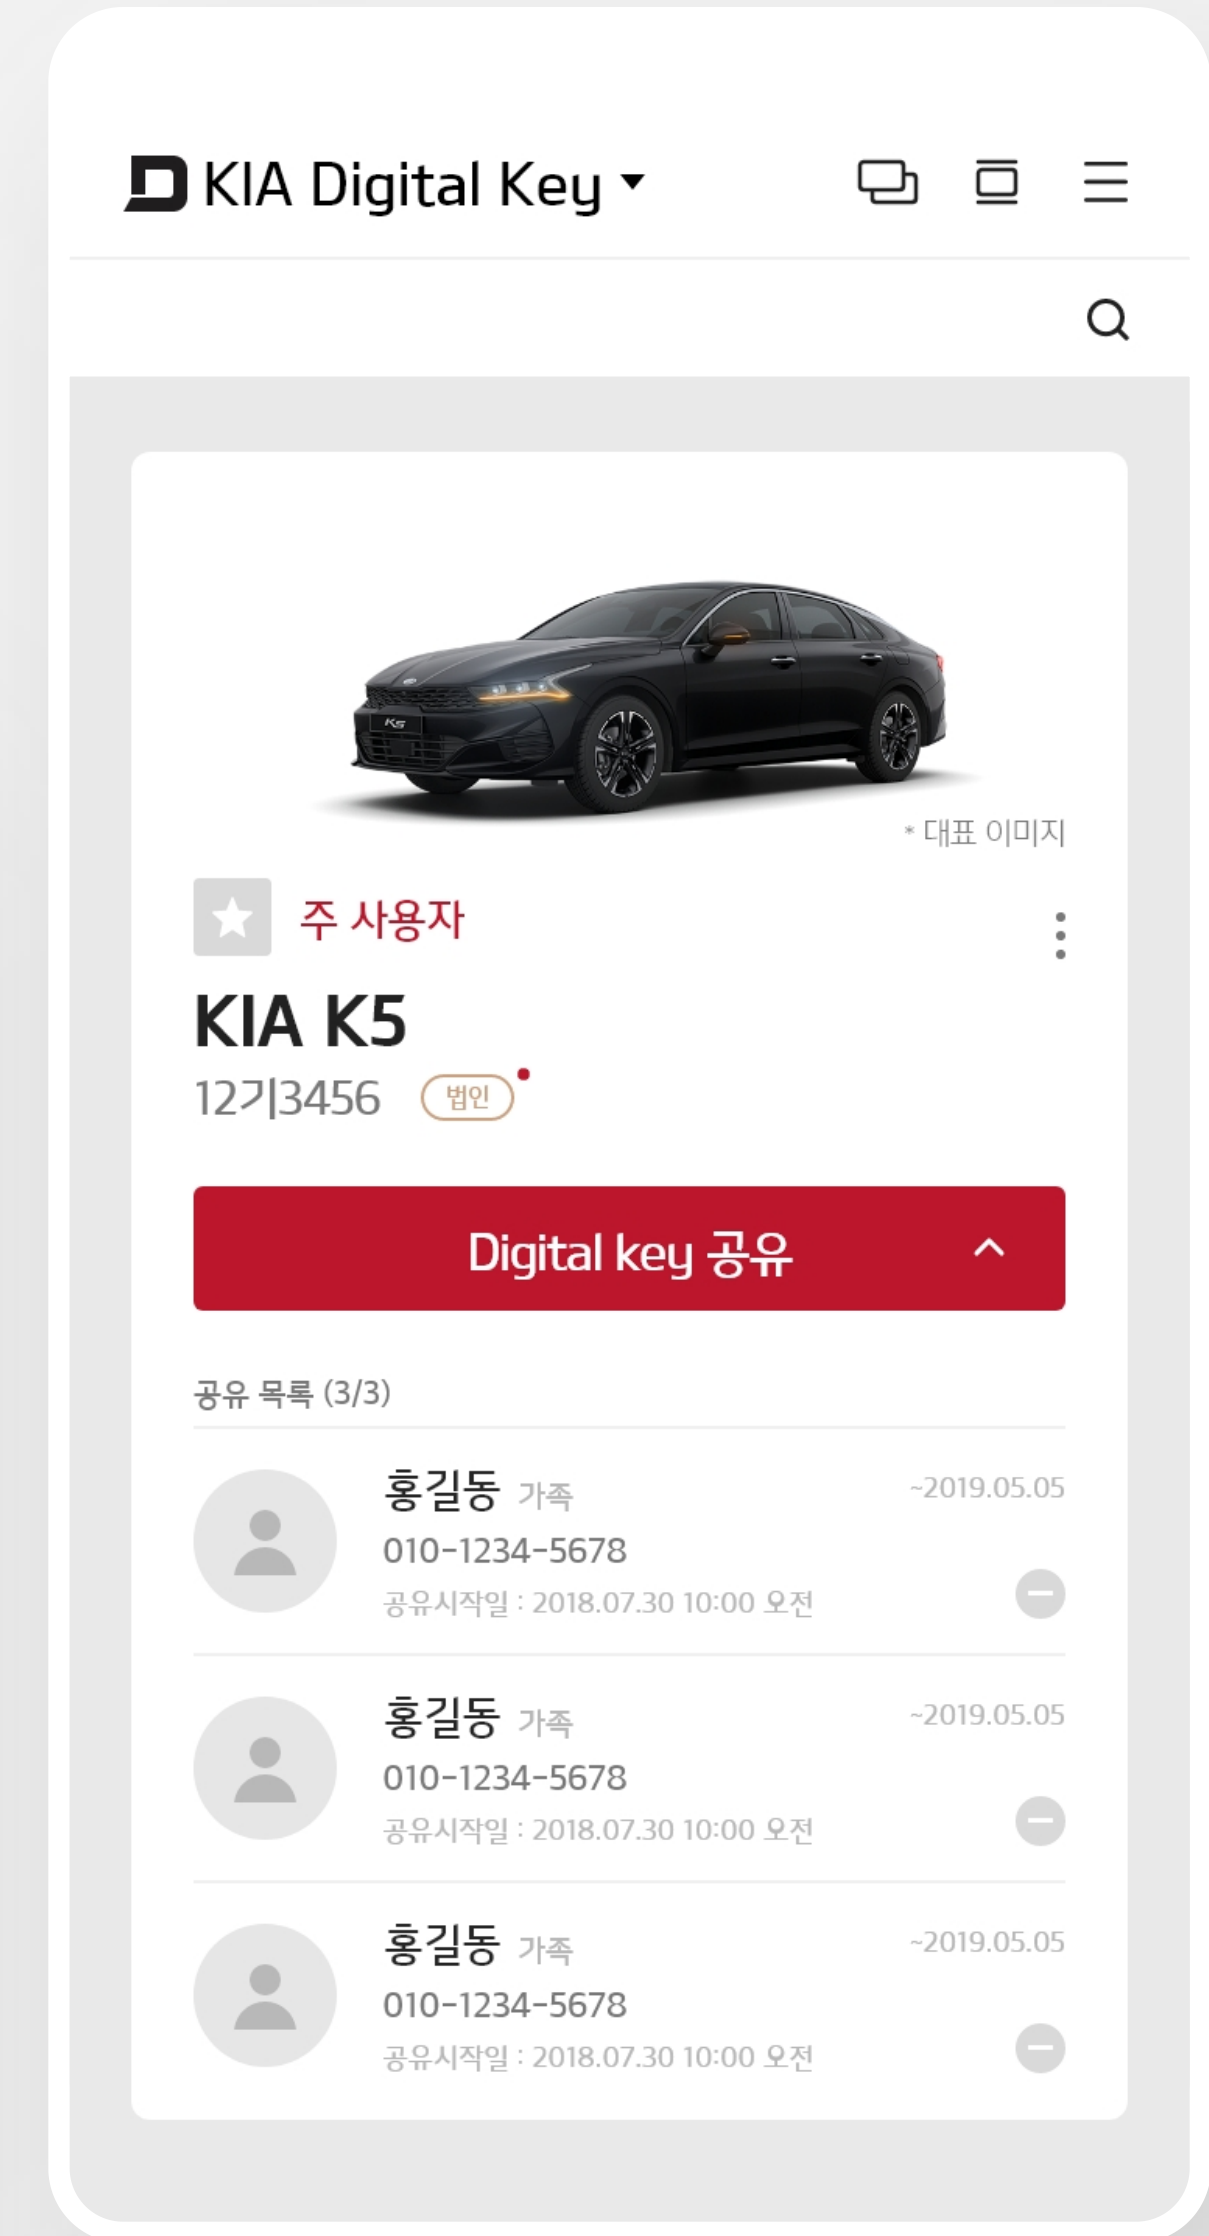 KIA Digital Key
K5
* 대표 이미지
주 사용자
KIA K5
12기3456 법인
Digital key 공유
공유 목록 (3/3)
홍길동 가족 ~2019.05.05
010-1234-5678
공유시작일 : 2018.07.30 10:00 오전
홍길동 가족 ~2019.05.05
010-1234-5678
공유시작일 : 2018.07.30 10:00 오전
홍길동 가족 ~2019.05.05
010-1234-5678
공유시작일 : 2018.07.30 10:00 오전